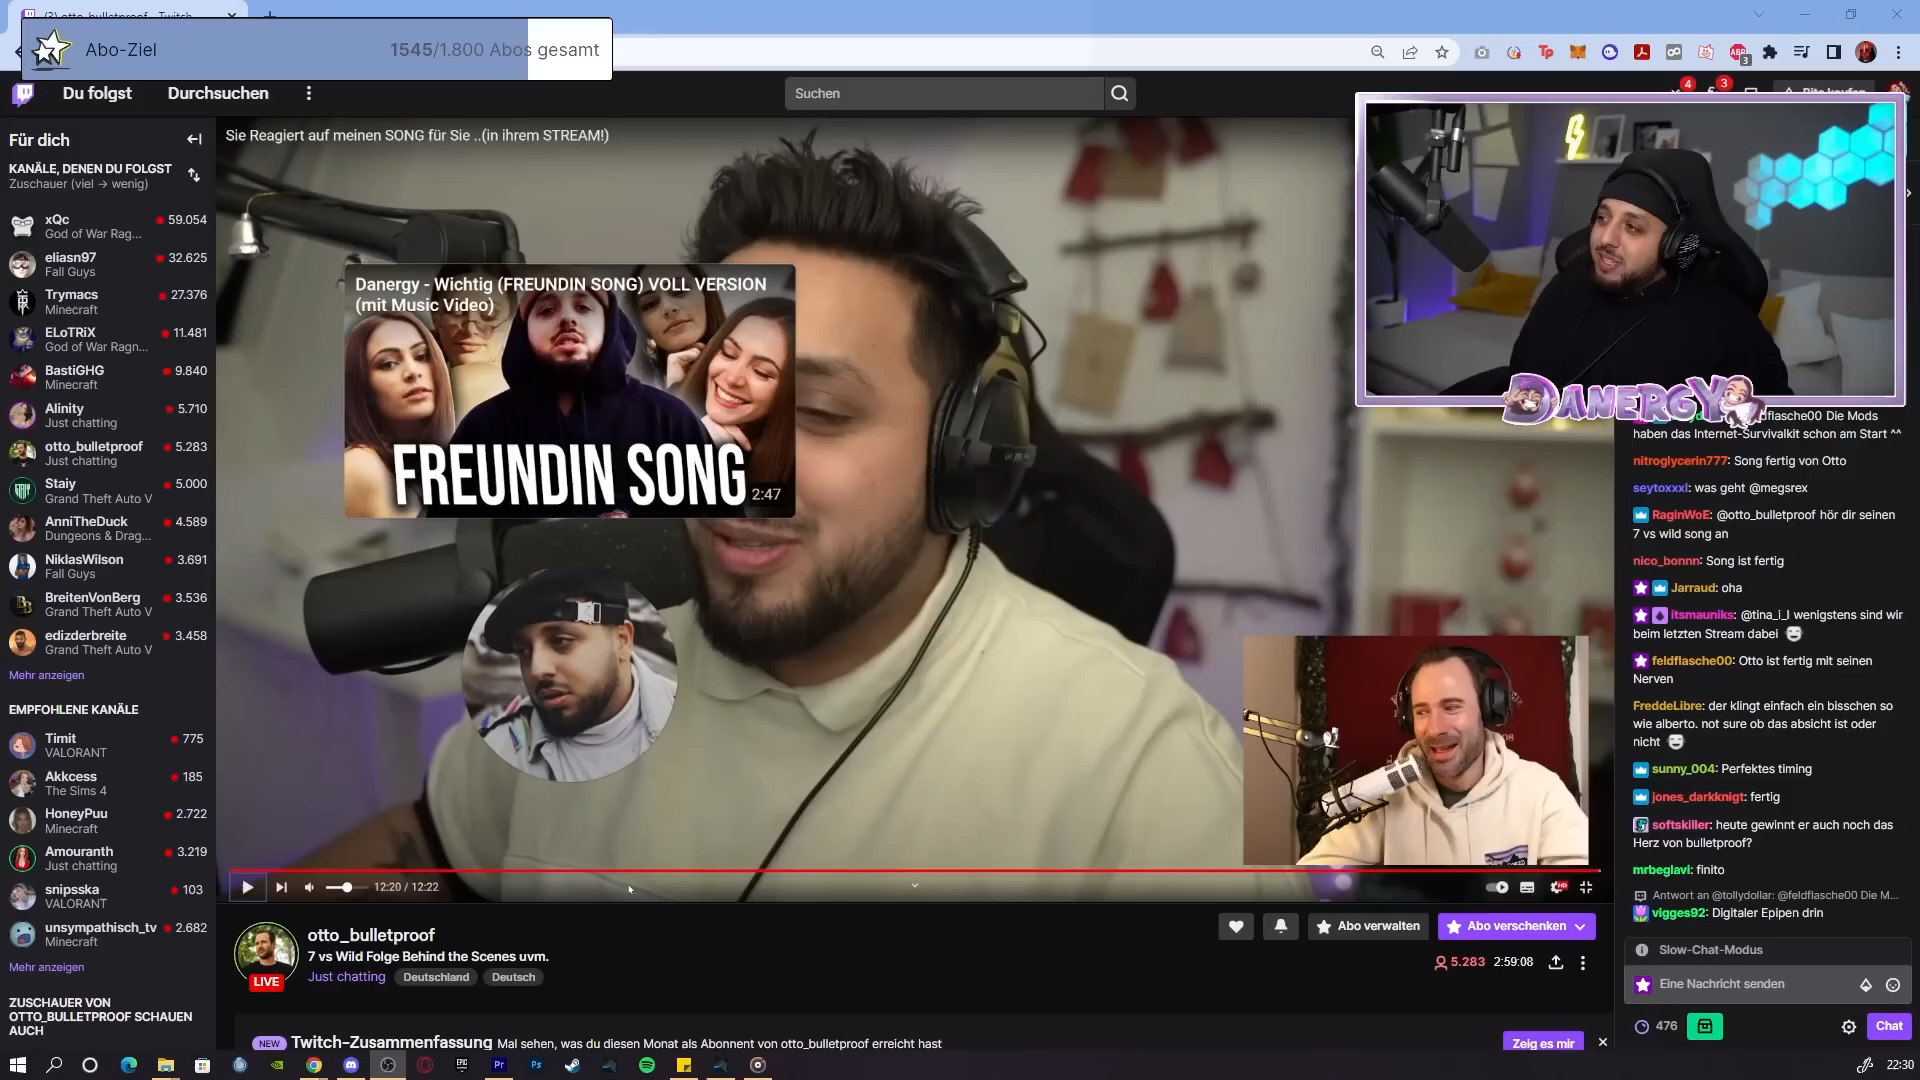 (3) otto_bulletproof - Twitch
Abo-Ziel
1545/1.800 Abos gesamt
Du folgst
Durchsuchen
Suchen
4
3
Bits kaufen
Für dich
KANÄLE, DENEN DU FOLGST
Zuschauer (viel → wenig)
xQc
59.054
God of War Rag...
eliasn97
32.625
Fall Guys
Trymacs
27.376
Minecraft
ELoTRiX
11.481
God of War Ragn...
BastiGHG
9.840
Minecraft
Alinity
5.710
Just chatting
otto_bulletproof
5.283
Just chatting
Staiy
5.000
Grand Theft Auto V
AnniTheDuck
4.589
Dungeons & Drag...
NiklasWilson
3.691
Fall Guys
BreitenVonBerg
3.536
Grand Theft Auto V
edizderbreite
3.458
Grand Theft Auto V
Mehr anzeigen
EMPFOHLENE KANÄLE
Timit
775
VALORANT
Akkcess
185
The Sims 4
HoneyPuu
2.722
Minecraft
Amouranth
3.219
Just chatting
snipsska
103
VALORANT
unsympathisch_tv
2.682
Minecraft
Mehr anzeigen
ZUSCHAUER VON
OTTO_BULLETPROOF SCHAUEN
AUCH
Sie Reagiert auf meinen SONG für Sie ..(in ihrem STREAM!)
Danergy - Wichtig (FREUNDIN SONG) VOLL VERSION
(mit Music Video)
FREUNDIN SONG
2:47
12:20 / 12:22
HD
DANERGY
otto_bulletproof
7 vs Wild Folge Behind the Scenes uvm.
Just chatting
Deutschland
Deutsch
LIVE
Abo verwalten
Abo verschenken
5.283
2:59:08
NEW
Twitch-Zusammenfassung
Mal sehen, was du diesen Monat als Abonnent von otto_bulletproof erreicht hast
Zeig es mir
dflasche00 Die Mods
haben das Internet-Survivalkit schon am Start ^^
nitroglycerin777: Song fertig von Otto
seytoxxxl: was geht @megsrex
RaginWoE: @otto_bulletproof hör dir seinen
7 vs wild song an
nico_bonnn: Song ist fertig
Jarraud: oha
itsmauniks: @tina_i_l wenigstens sind wir
beim letzten Stream dabei
feldflasche00: Otto ist fertig mit seinen
Nerven
FreddeLibre: der klingt einfach ein bisschen so
wie alberto. not sure ob das absicht ist oder
nicht
sunny_004: Perfektes timing
jones_darkknigt: fertig
softskiller: heute gewinnt er auch noch das
Herz von bulletproof?
mrbeglavi: finito
Antwort an @tollydollar: @feldflasche00 Die M...
vigges92: Digitaler Epipen drin
Slow-Chat-Modus
Eine Nachricht senden
476
Chat
22:30